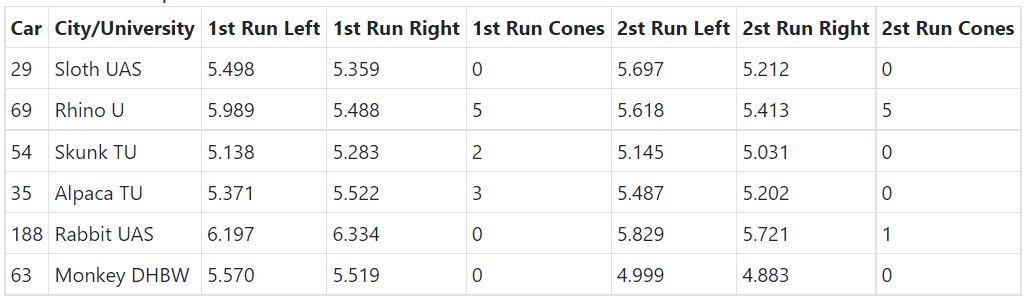 Car City/University 1st Run Left 1st Run Right 1st Run Cones 2st Run Left 2st Run Right 2st Run Cones
29 Sloth UAS 5.498 5.359 0 5.697 5.212 0
69 Rhino U 5.989 5.488 5 5.618 5.413 5
54 Skunk TU 5.138 5.283 2 5.145 5.031 0
35 Alpaca TU 5.371 5.522 3 5.487 5.202 0
188 Rabbit UAS 6.197 6.334 0 5.829 5.721 1
63 Monkey DHBW 5.570 5.519 0 4.999 4.883 0